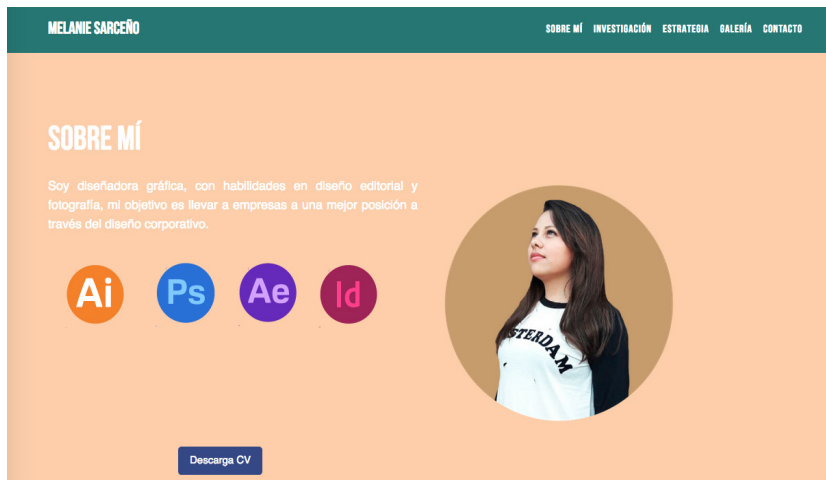 MELANIE SARCEÑO
SOBRE MÍ INVESTIGACIÓN ESTRATEGIA GALERÍA CONTACTO
SOBRE MÍ
Soy diseñadora gráfica, con habilidades en diseño editorial y
fotografía, mi objetivo es llevar a empresas a una mejor posición a
través del diseño corporativo.
Ai Ps Ae Id
STERDAM
Descarga CV